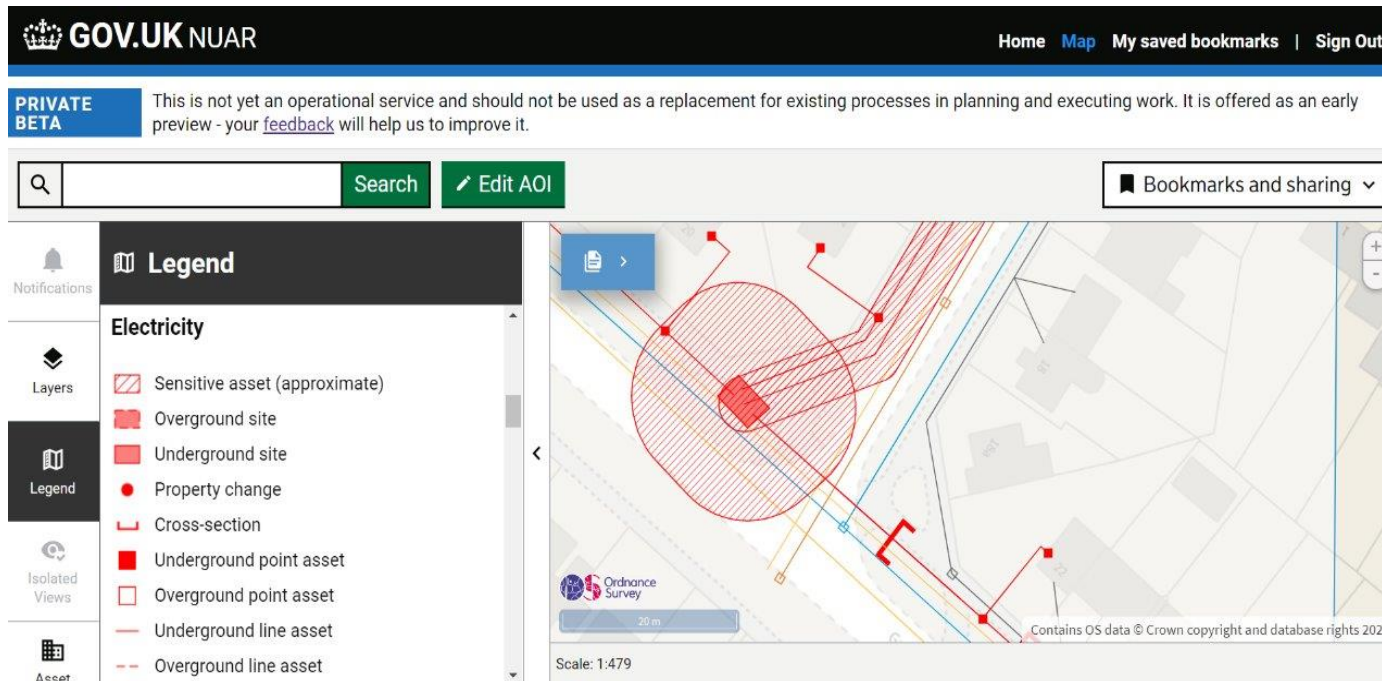 GOV.UK NUAR
Home Map My saved bookmarks | Sign Out
PRIVATE
BETA
This is not yet an operational service and should not be used as a replacement for existing processes in planning and executing work. It is offered as an early
preview - your feedback will help us to improve it.
Search
Edit AOI
Bookmarks and sharing
Notifications
Layers
Legend
Isolated
Views
Asset
Legend
Electricity
Sensitive asset (approximate)
Overground site
Underground site
Property change
Cross-section
Underground point asset
Overground point asset
Underground line asset
Overground line asset
20
22
+
-
Ordnance
Survey
20 m
Contains OS data © Crown copyright and database rights 202
Scale: 1:479